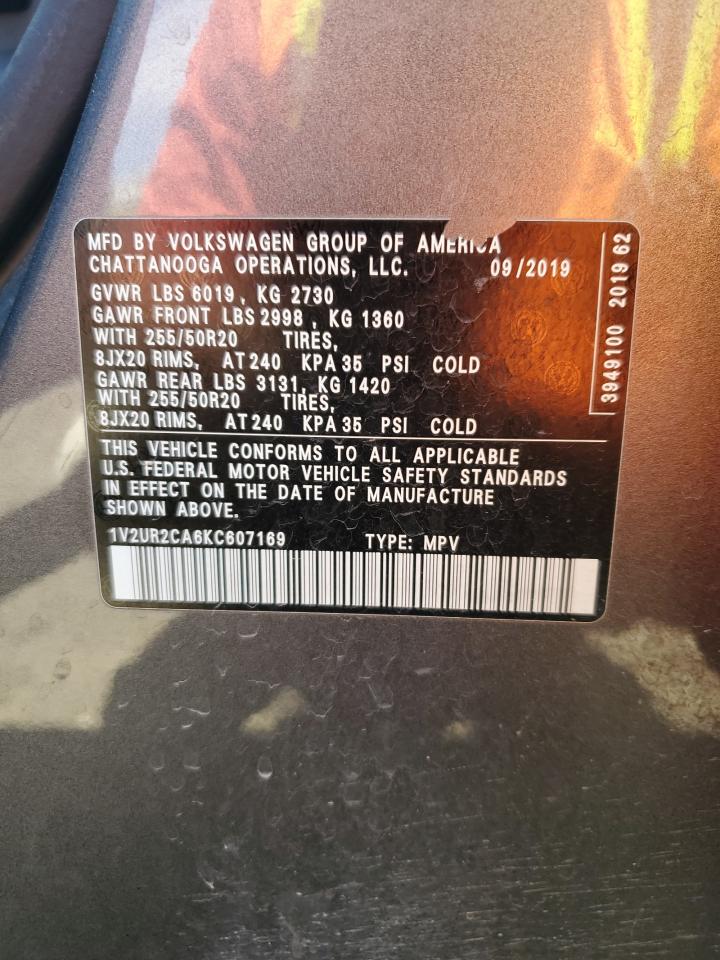 MFD BY VOLKSWAGEN GROUP OF AMERICA
CHATTANOOGA OPERATIONS, LLC. 09/2019
GVWR LBS 6019, KG 2730
GAWR FRONT LBS 2998, KG 1360
WITH 255/50R20 TIRES,
8JX20 RIMS, AT 240 KPA 35 PSI COLD
GAWR REAR LBS 3131, KG 1420
WITH 255/50R20 TIRES,
8JX20 RIMS, AT 240 KPA 35 PSI COLD
THIS VEHICLE CONFORMS TO ALL APPLICABLE
U.S. FEDERAL MOTOR VEHICLE SAFETY STANDARDS
IN EFFECT ON THE DATE OF MANUFACTURE
SHOWN ABOVE.
1V2UR2CA6KC607169 TYPE: MPV
3949100 2019 62